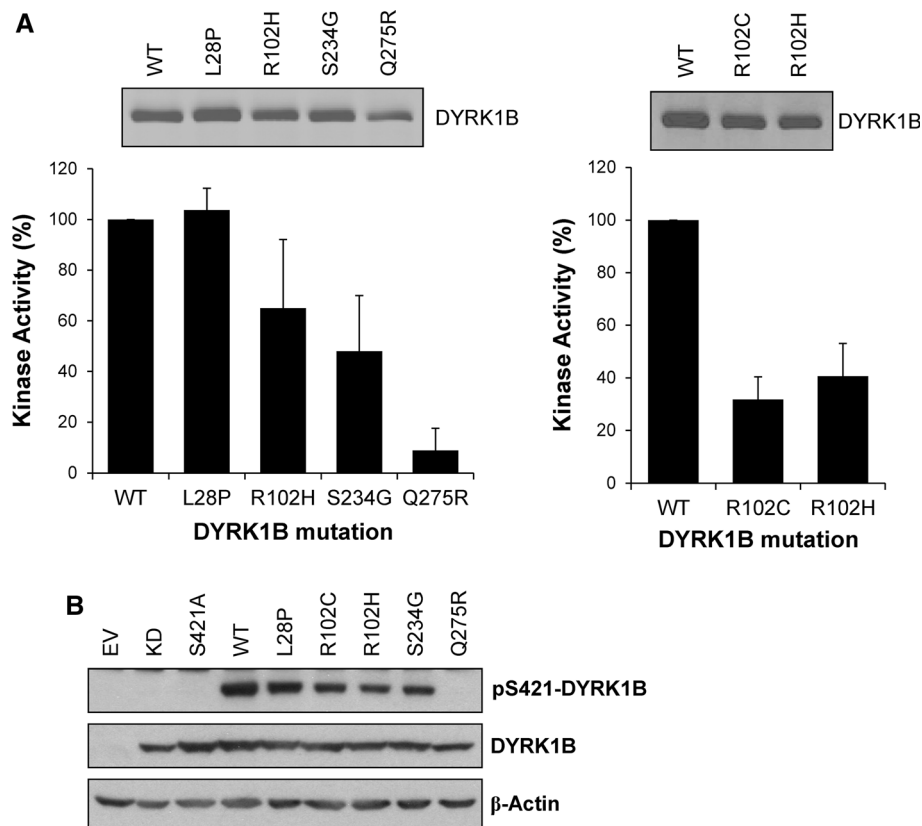 A
WT L28P R102H S234G Q275R
DYRK1B
Kinase Activity (%)
120
100
80
60
40
20
0
WT L28P R102H S234G Q275R
DYRK1B mutation
WT R102C R102H
DYRK1B
Kinase Activity (%)
120
100
80
60
40
20
0
WT R102C R102H
DYRK1B mutation
B
EV KD S421A WT L28P R102C R102H S234G Q275R
pS421-DYRK1B
DYRK1B
β-Actin